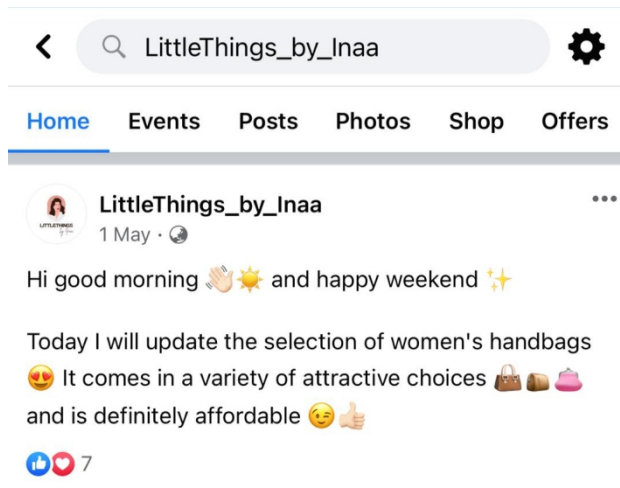 LittleThings_by_Inaa
Home Events Posts Photos Shop Offers
LittleThings_by_Inaa
LITTLETHINGS
1 May ·
Hi good morning 👋🏻☀️ and happy weekend ✨
Today I will update the selection of women's handbags
😍 It comes in a variety of attractive choices 👜👝👛
and is definitely affordable 😉👍🏻
7